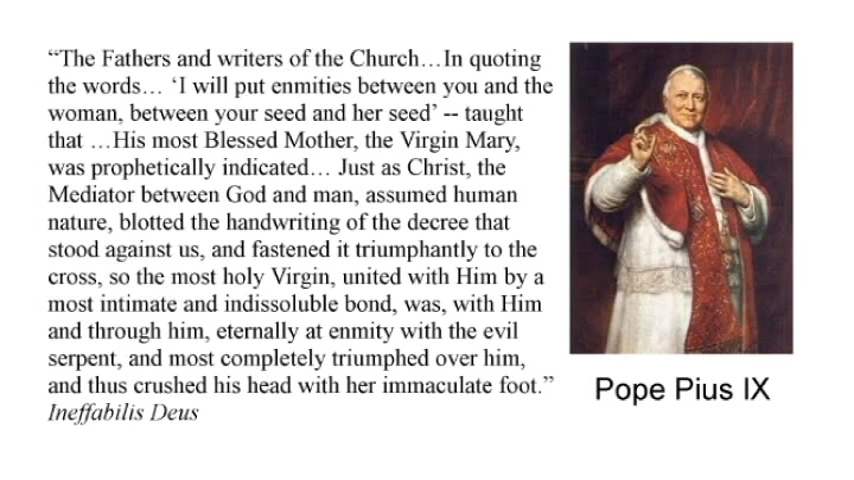 “The Fathers and writers of the Church…In quoting
the words… ‘I will put enmities between you and the
woman, between your seed and her seed’ -- taught
that …His most Blessed Mother, the Virgin Mary,
was prophetically indicated… Just as Christ, the
Mediator between God and man, assumed human
nature, blotted the handwriting of the decree that
stood against us, and fastened it triumphantly to the
cross, so the most holy Virgin, united with Him by a
most intimate and indissoluble bond, was, with Him
and through him, eternally at enmity with the evil
serpent, and most completely triumphed over him,
and thus crushed his head with her immaculate foot.”
Ineffabilis Deus
Pope Pius IX